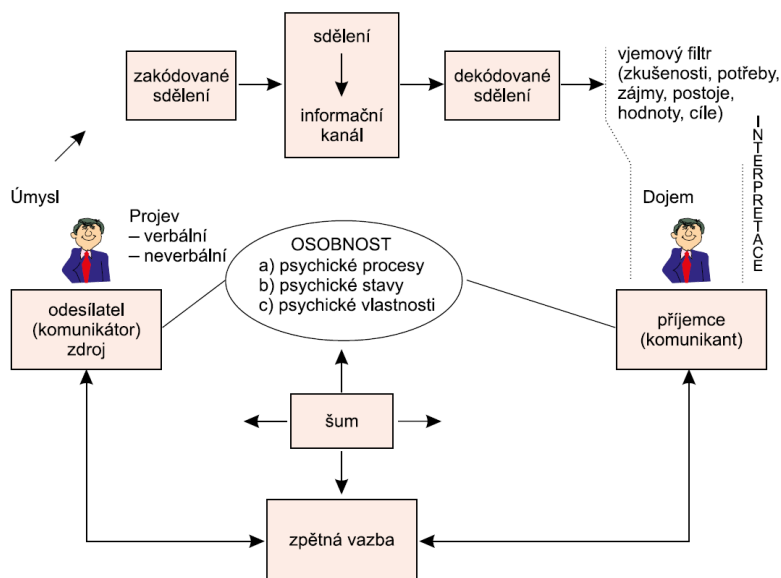 zakódované
sdělení
sdělení
informační
kanál
dekódované
sdělení
vjemový filtr
(zkušenosti, potřeby,
zájmy, postoje,
hodnoty, cíle)
INTERPRETACE
Úmysl
Projev
– verbální
– neverbální
OSOBNOST
a) psychické procesy
b) psychické stavy
c) psychické vlastnosti
Dojem
odesílatel
(komunikátor)
zdroj
příjemce
(komunikant)
šum
zpětná vazba